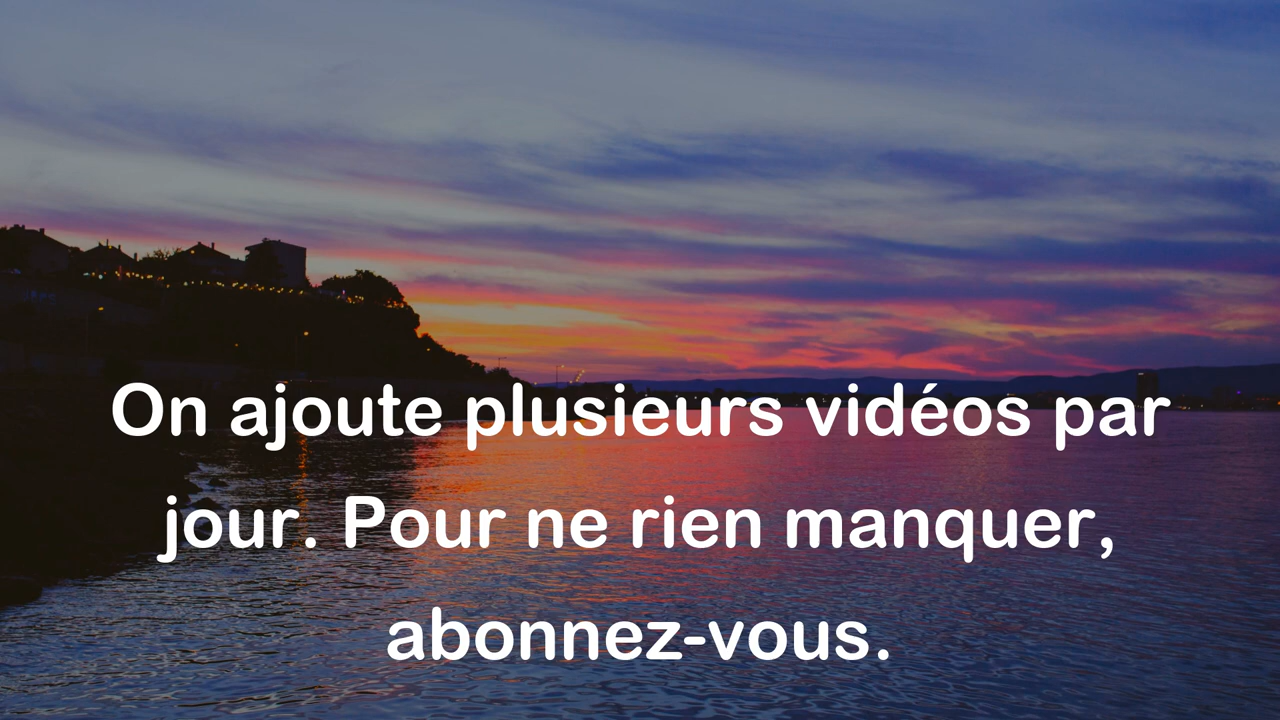 On ajoute plusieurs vidéos par
jour. Pour ne rien manquer,
abonnez-vous.